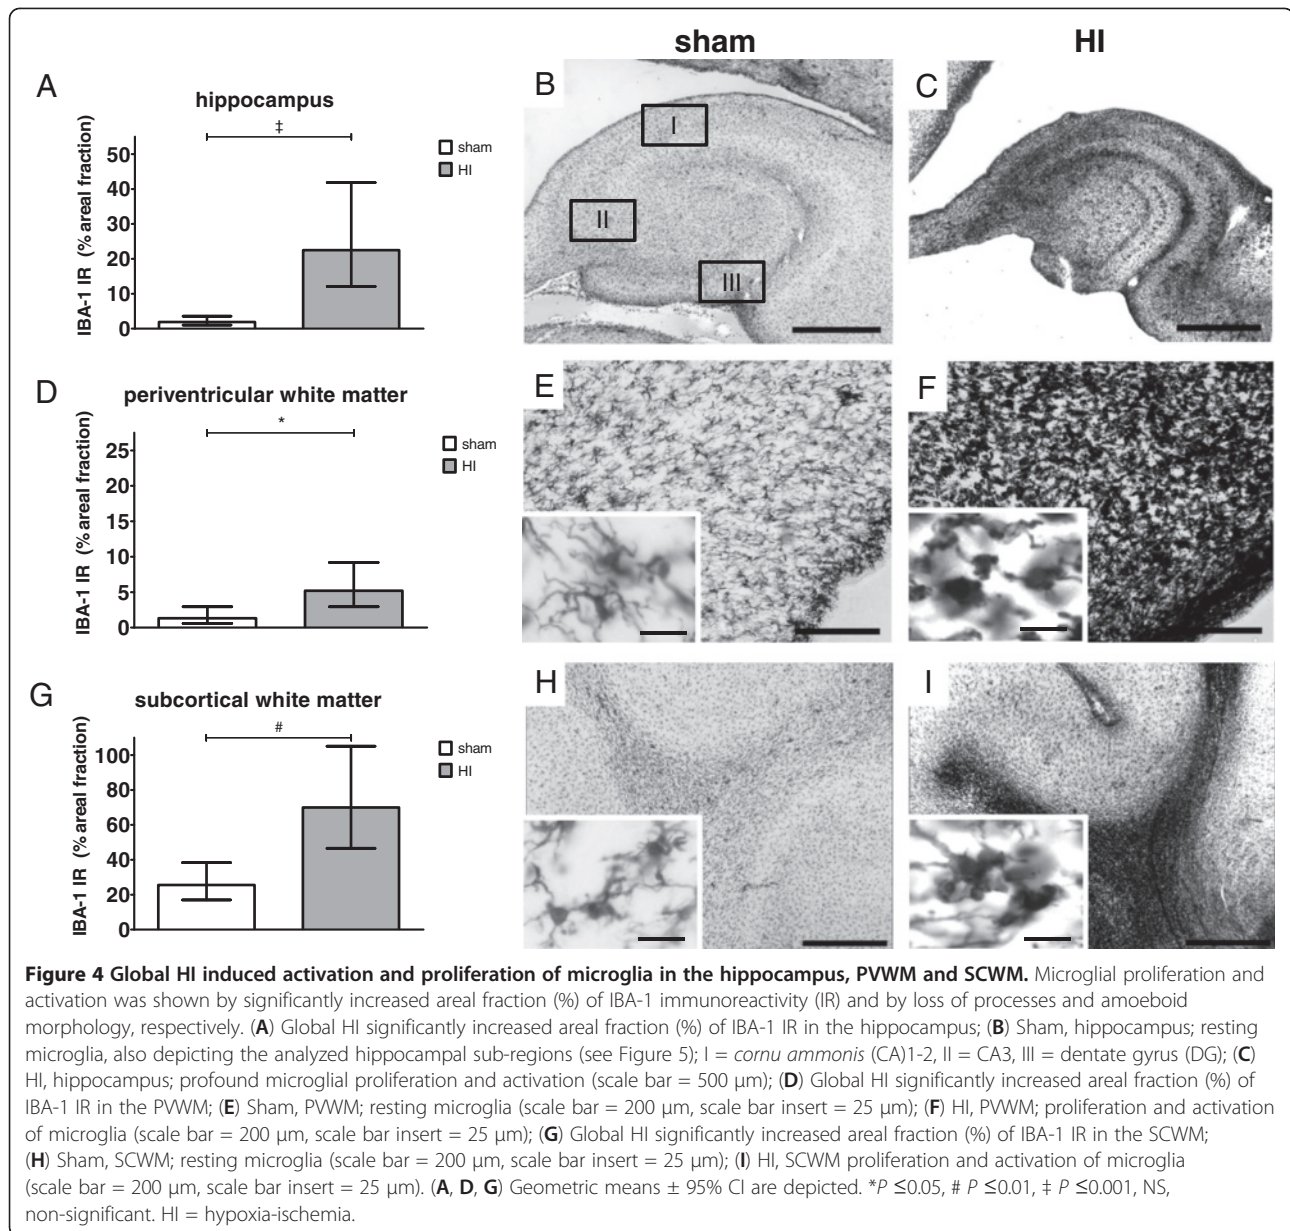 sham
HI
A
hippocampus
‡
IBA-1 IR (% areal fraction)
50
40
30
20
10
0
sham
HI
B
I
II
III
C
D
periventricular white matter
*
IBA-1 IR (% areal fraction)
25
20
15
10
5
0
sham
HI
E
F
G
subcortical white matter
#
IBA-1 IR (% areal fraction)
100
80
60
40
20
0
sham
HI
H
I
Figure 4 Global HI induced activation and proliferation of microglia in the hippocampus, PVWM and SCWM. Microglial proliferation and
activation was shown by significantly increased areal fraction (%) of IBA-1 immunoreactivity (IR) and by loss of processes and amoeboid
morphology, respectively. (A) Global HI significantly increased areal fraction (%) of IBA-1 IR in the hippocampus; (B) Sham, hippocampus; resting
microglia, also depicting the analyzed hippocampal sub-regions (see Figure 5); I = cornu ammonis (CA)1-2, II = CA3, III = dentate gyrus (DG); (C)
HI, hippocampus; profound microglial proliferation and activation (scale bar = 500 μm); (D) Global HI significantly increased areal fraction (%) of
IBA-1 IR in the PVWM; (E) Sham, PVWM; resting microglia (scale bar = 200 μm, scale bar insert = 25 μm); (F) HI, PVWM; proliferation and activation
of microglia (scale bar = 200 μm, scale bar insert = 25 μm); (G) Global HI significantly increased areal fraction (%) of IBA-1 IR in the SCWM;
(H) Sham, SCWM; resting microglia (scale bar = 200 μm, scale bar insert = 25 μm); (I) HI, SCWM proliferation and activation of microglia
(scale bar = 200 μm, scale bar insert = 25 μm). (A, D, G) Geometric means ± 95% CI are depicted. *P ≤0.05, # P ≤0.01, ‡ P ≤0.001, NS,
non-significant. HI = hypoxia-ischemia.